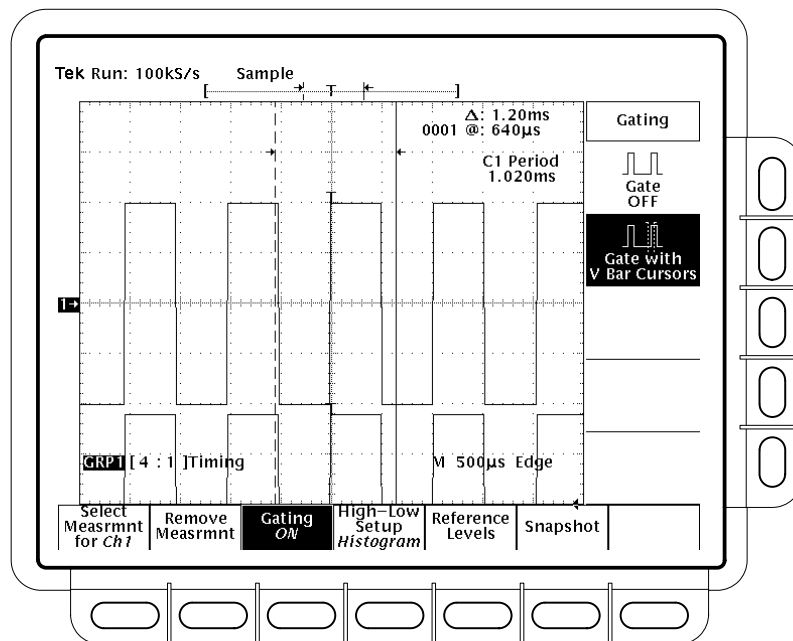 Tek Run: 100kS/s Sample
[ T ]
Δ: 1.20ms
0001 @: 640µs
C1 Period
1.020ms
T
1
GRP1 [ 4 : 1 ]Timing
M 500µs Edge
Gating
Gate
OFF
Gate with
V Bar Cursors
Select
Measrmnt
for Ch1
Remove
Measrmnt
Gating
ON
High–Low
Setup
Histogram
Reference
Levels
Snapshot